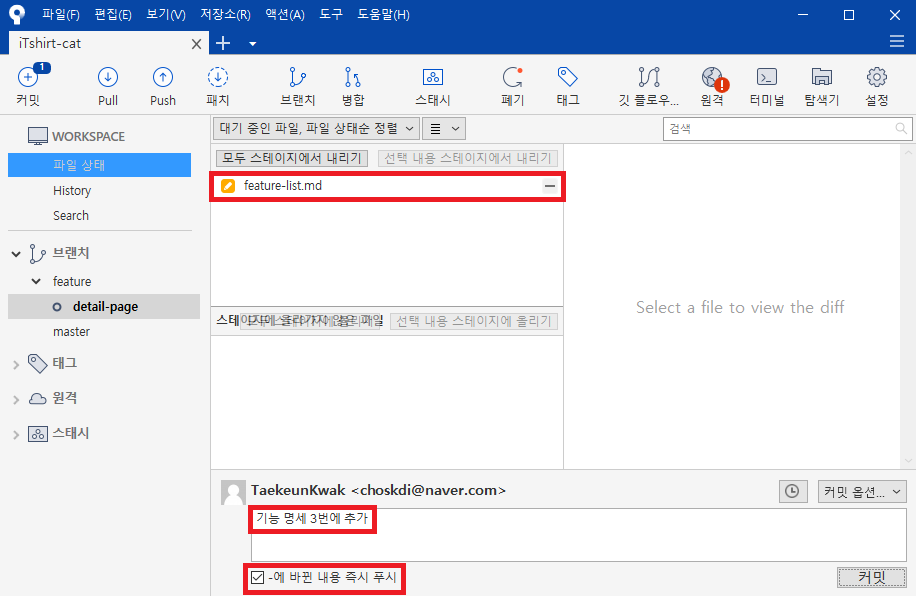 파일(F) 편집(E) 보기(V) 저장소(R) 액션(A) 도구 도움말(H)
iTshirt-cat
1
커밋 Pull Push 패치 브랜치 병합 스태시 폐기 태그 깃 플로우... 원격 터미널 탐색기 설정
WORKSPACE
파일 상태
History
Search
브랜치
feature
detail-page
master
태그
원격
스태시
대기 중인 파일, 파일 상태순 정렬
검색
모두 스테이지에서 내리기 선택 내용 스테이지에서 내리기
feature-list.md
스테이지에 올라가지 않은 파일 선택 내용 스테이지에 올리기
Select a file to view the diff
TaekeunKwak <choskdi@naver.com>
커밋 옵션...
기능 명세 3번에 추가
-에 바뀐 내용 즉시 푸시
커밋